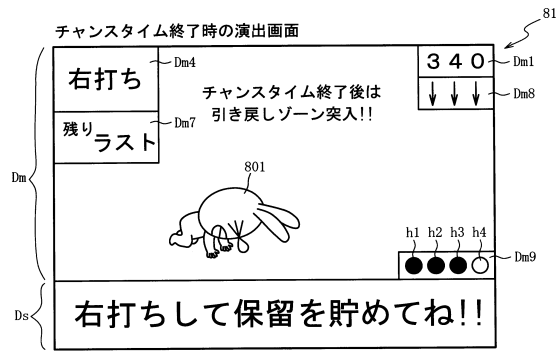 チャンスタイム終了時の演出画面
81
右打ち
Dm4
340
Dm1
チャンスタイム終了後は
引き戻しゾーン突入!!
↓↓↓
Dm8
残り
ラスト
Dm7
Dm
801
h1 h2 h3 h4
Dm9
Ds
右打ちして保留を貯めてね!!